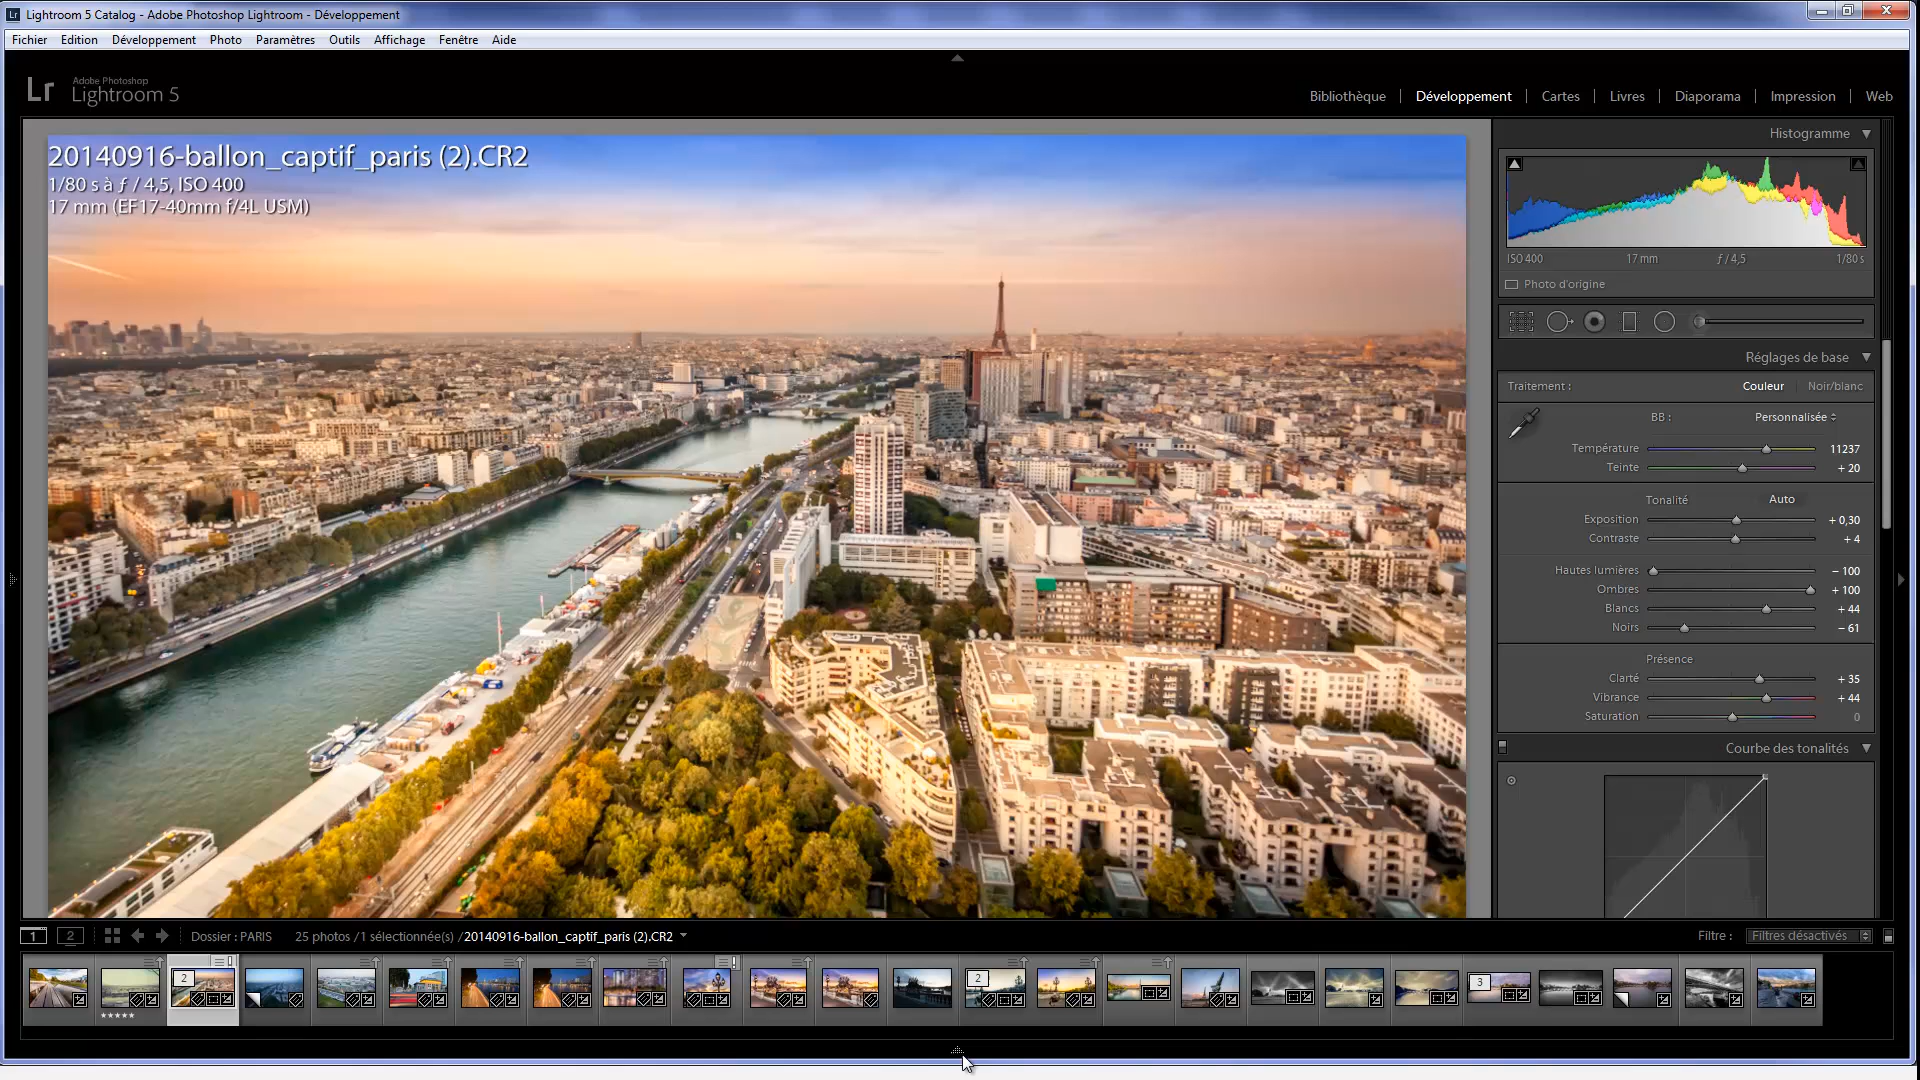 Lightroom 5 Catalog - Adobe Photoshop Lightroom - Développement
Fichier Edition Développement Photo Paramètres Outils Affichage Fenêtre Aide
Lr Adobe Photoshop
Lightroom 5
Bibliothèque | Développement | Cartes | Livres | Diaporama | Impression | Web
20140916-ballon_captif_paris (2).CR2
1/80 s à ƒ / 4,5, ISO 400
17 mm (EF17-40mm f/4L USM)
Histogramme
ISO 400 17 mm ƒ / 4,5 1/80 s
Photo d'origine
Réglages de base
Traitement : Couleur Noir/blanc
BB : Personnalisée
Température 11237
Teinte + 20
Tonalité Auto
Exposition + 0,30
Contraste + 4
Hautes lumières − 100
Ombres + 100
Blancs + 44
Noirs − 61
Présence
Clarté + 35
Vibrance + 44
Saturation 0
Courbe des tonalités
1 2 Dossier : PARIS 25 photos /1 sélectionnée(s) /20140916-ballon_captif_paris (2).CR2
Filtre : Filtres désactivés
2 2 3